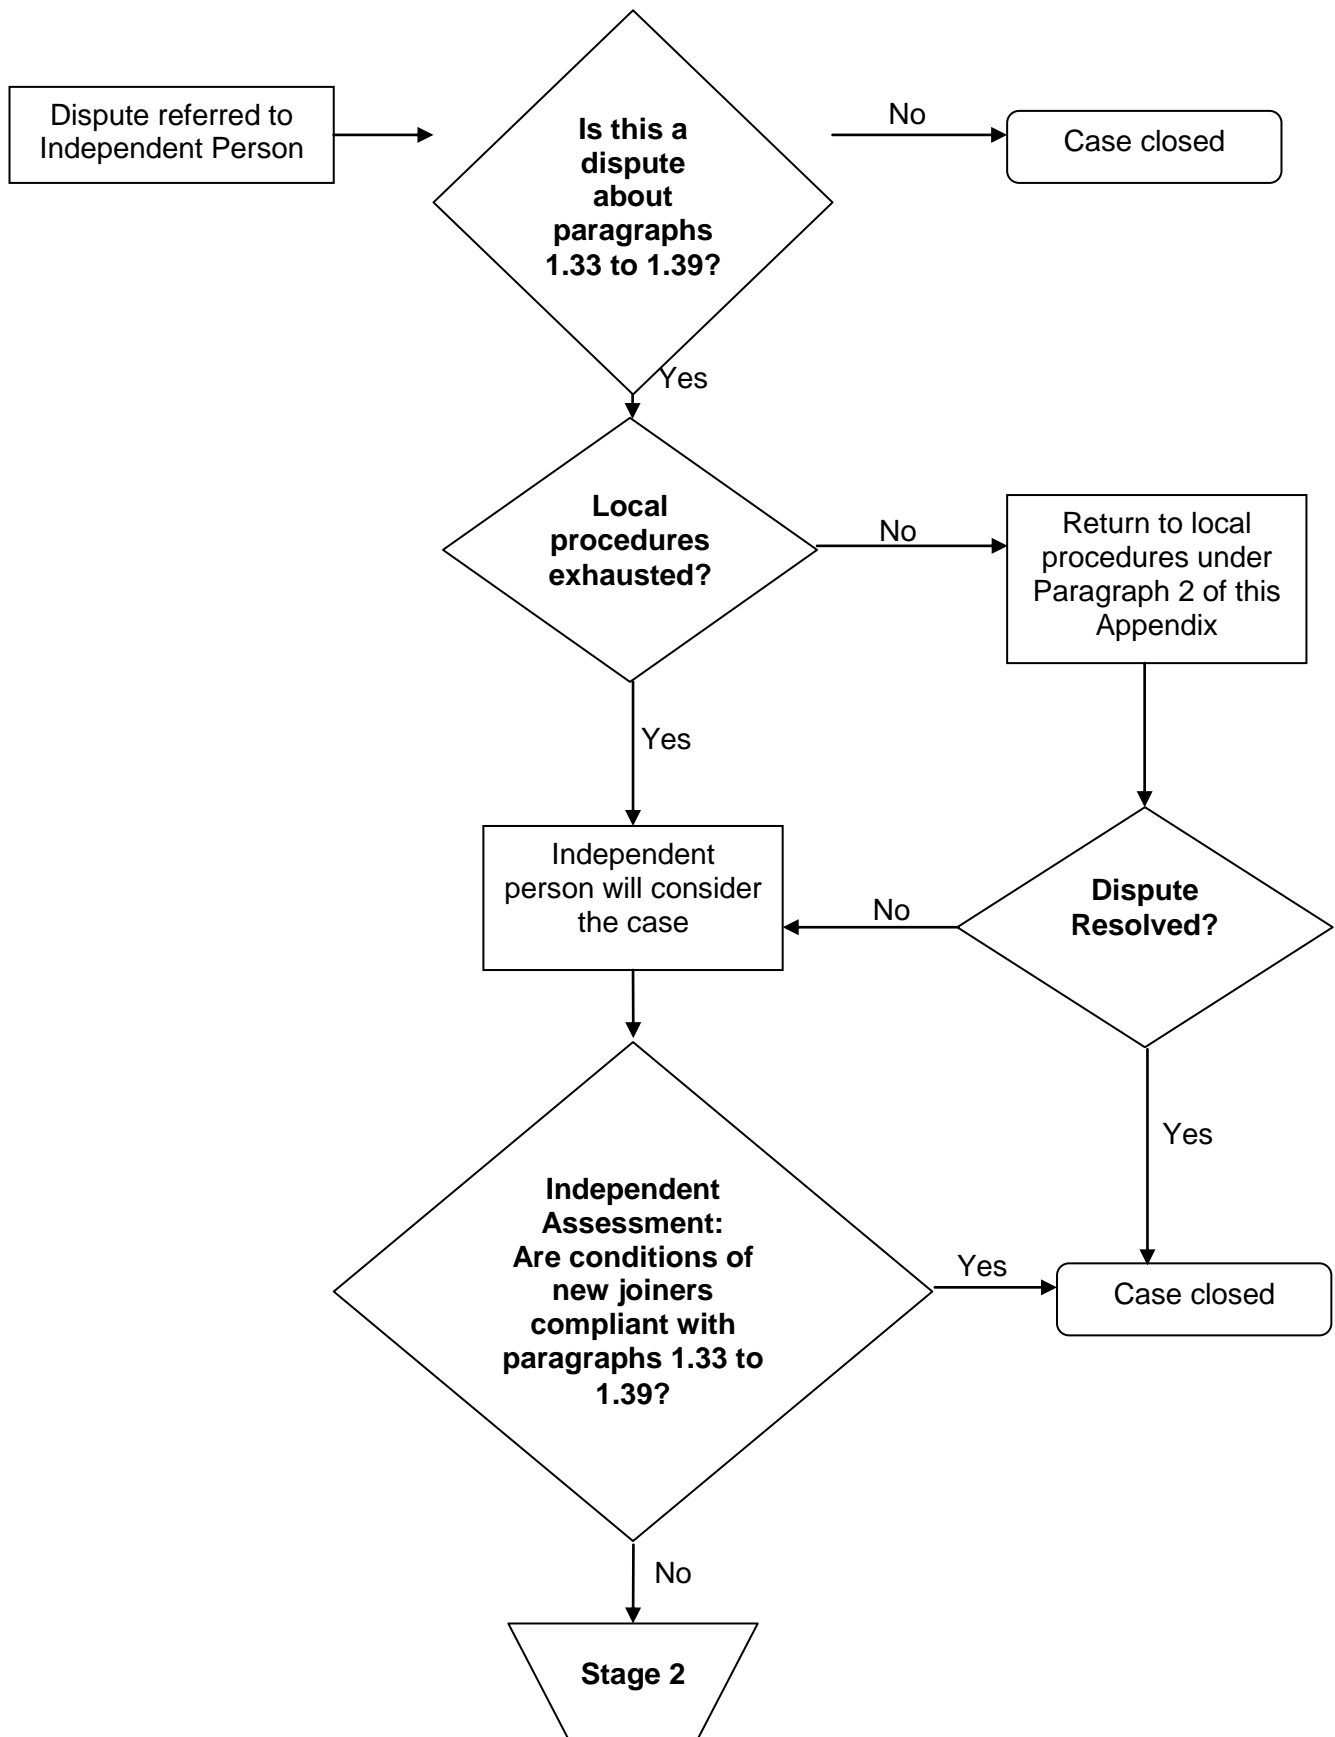 Dispute referred to
Independent Person
Is this a
dispute
about
paragraphs
1.33 to 1.39?
No
Case closed
Yes
Local
procedures
exhausted?
No
Return to local
procedures under
Paragraph 2 of this
Appendix
Yes
Independent
person will consider
the case
No
Dispute
Resolved?
Yes
Independent
Assessment:
Are conditions of
new joiners
compliant with
paragraphs 1.33 to
1.39?
Yes
Case closed
No
Stage 2